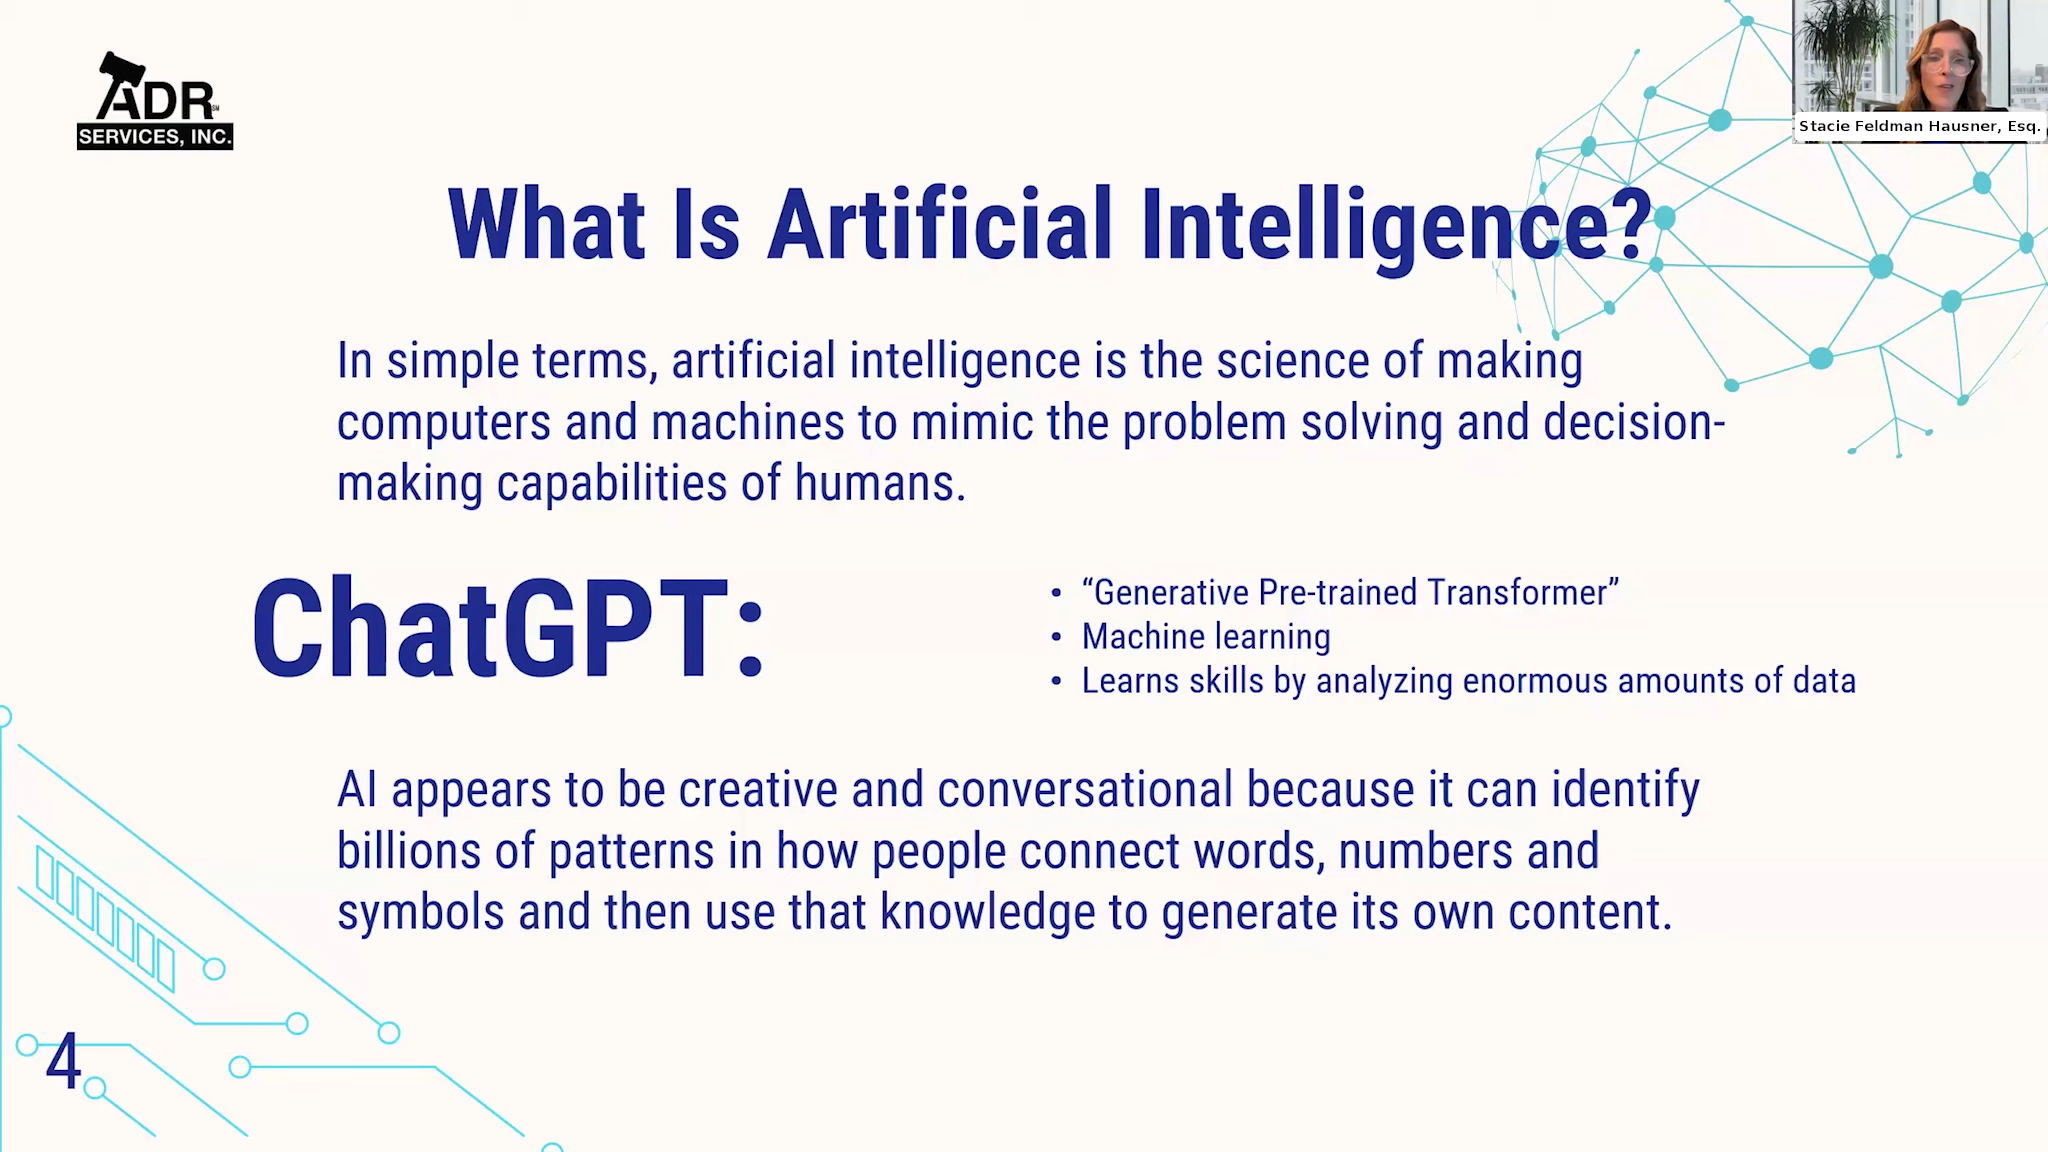 ADR
SM
SERVICES, INC.
Stacie Feldman Hausner, Esq.
What Is Artificial Intelligence?
In simple terms, artificial intelligence is the science of making
computers and machines to mimic the problem solving and decision-
making capabilities of humans.
ChatGPT:
• “Generative Pre-trained Transformer”
• Machine learning
• Learns skills by analyzing enormous amounts of data
AI appears to be creative and conversational because it can identify
billions of patterns in how people connect words, numbers and
symbols and then use that knowledge to generate its own content.
4